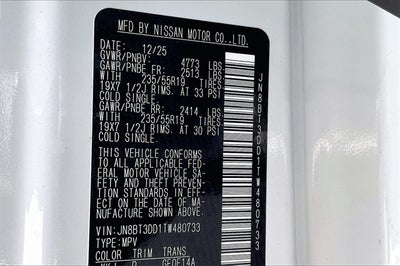 MFD BY NISSAN MOTOR CO.,LTD.
DATE: 12/25
GVWR/PNBV: 4773 LBS
GAWR/PNBE FR: 2513 LBS
WITH 235/55R19 TIRES
19X7 1/2J RIMS AT 33 PSI
COLD SINGLE.
GAWR/PNBE RR: 2414 LBS
WITH 235/55R19 TIRES
19X7 1/2J RIMS AT 30 PSI
COLD SINGLE.
THIS VEHICLE CONFORMS
TO ALL APPLICABLE FED-
ERAL MOTOR VEHICLE SA-
FETY AND THEFT PREVEN-
TION STANDARDS IN EFF-
ECT ON THE DATE OF MA-
NUFACTURE SHOWN ABOVE.
VIN:JN8BT3DD1TW480733
TYPE:MPV
COLOR TRIM TRANS
GE0F14A
JN8BT3DD1TW480733